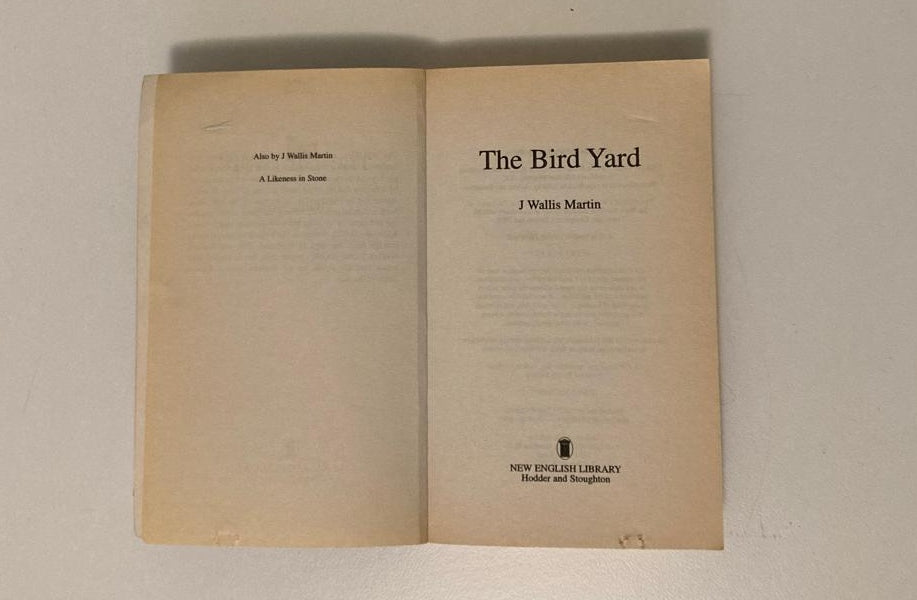 Also by J Wallis Martin
A Likeness in Stone
The Bird Yard
J Wallis Martin
NEW ENGLISH LIBRARY
Hodder and Stoughton